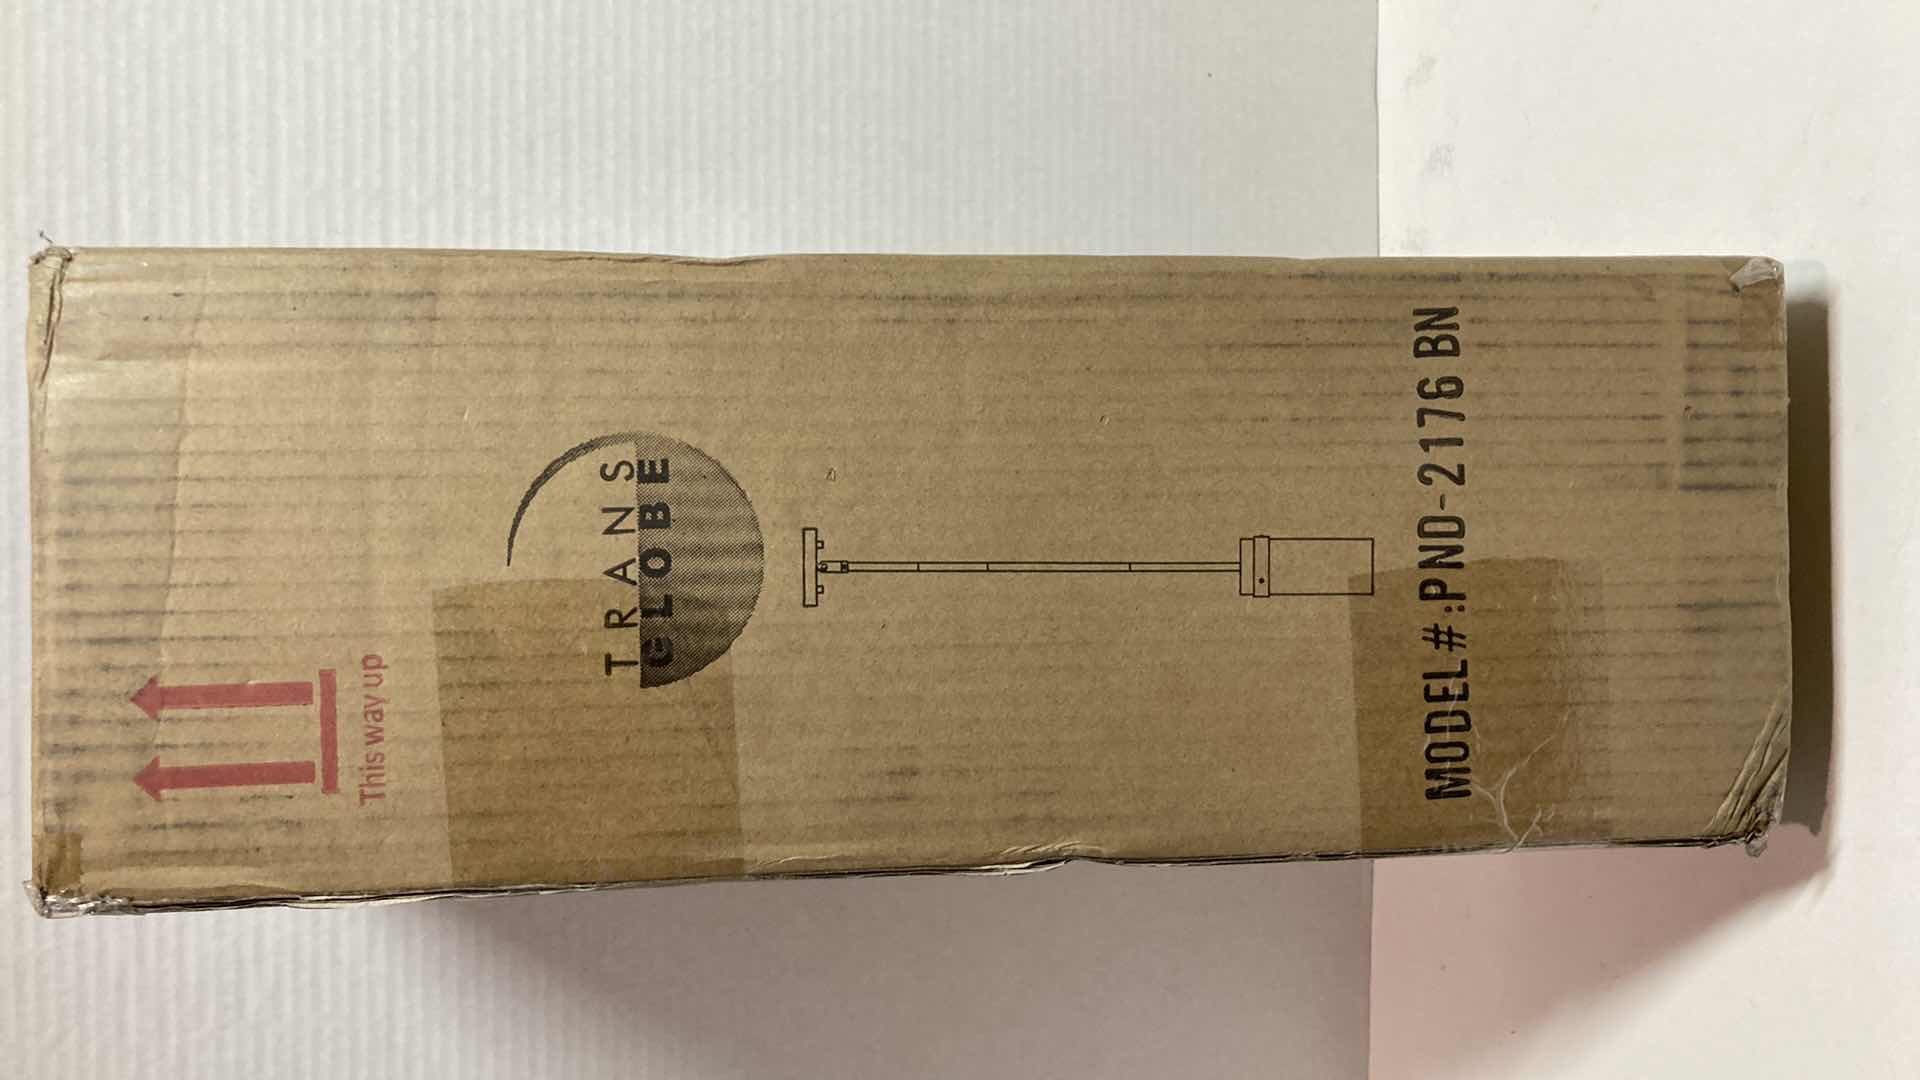 This way up
TRANS
GLOBE
MODEL#:PND-2176 BN